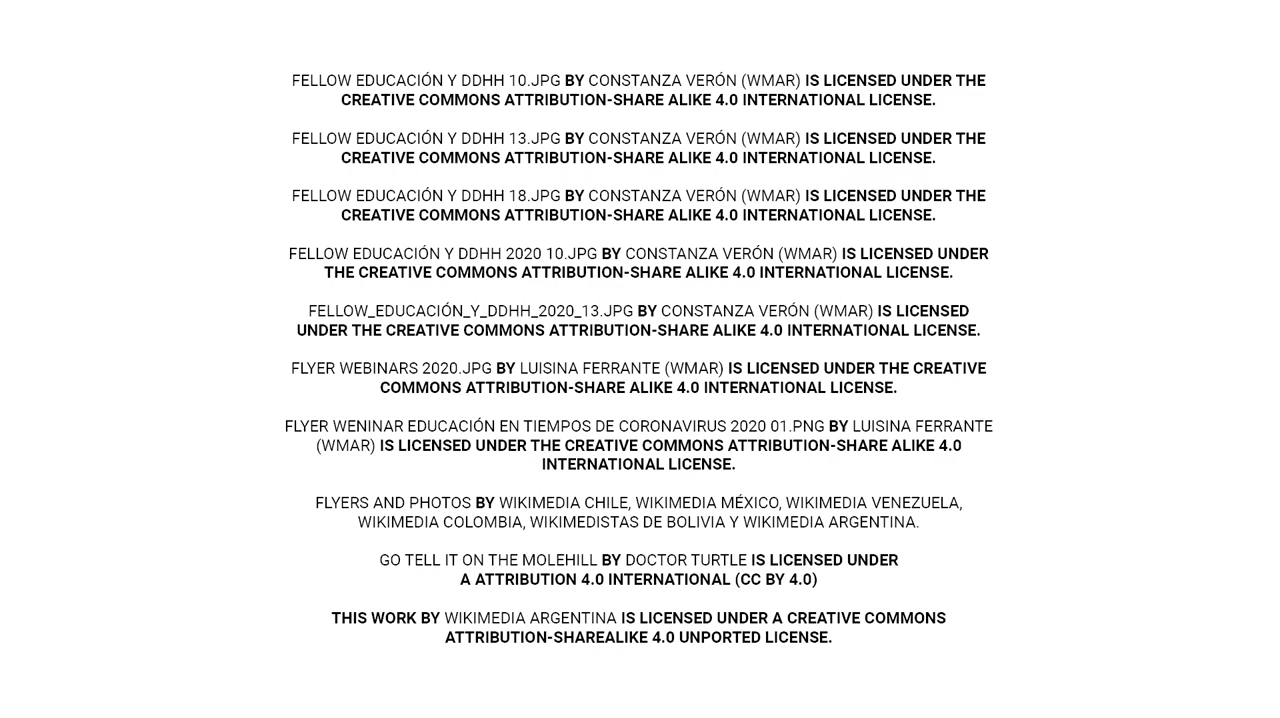 FELLOW EDUCACIÓN Y DDHH 10.JPG BY CONSTANZA VERÓN (WMAR) IS LICENSED UNDER THE
CREATIVE COMMONS ATTRIBUTION-SHARE ALIKE 4.0 INTERNATIONAL LICENSE.
FELLOW EDUCACIÓN Y DDHH 13.JPG BY CONSTANZA VERÓN (WMAR) IS LICENSED UNDER THE
CREATIVE COMMONS ATTRIBUTION-SHARE ALIKE 4.0 INTERNATIONAL LICENSE.
FELLOW EDUCACIÓN Y DDHH 18.JPG BY CONSTANZA VERÓN (WMAR) IS LICENSED UNDER THE
CREATIVE COMMONS ATTRIBUTION-SHARE ALIKE 4.0 INTERNATIONAL LICENSE.
FELLOW EDUCACIÓN Y DDHH 2020 10.JPG BY CONSTANZA VERÓN (WMAR) IS LICENSED UNDER
THE CREATIVE COMMONS ATTRIBUTION-SHARE ALIKE 4.0 INTERNATIONAL LICENSE.
FELLOW_EDUCACIÓN_Y_DDHH_2020_13.JPG BY CONSTANZA VERÓN (WMAR) IS LICENSED
UNDER THE CREATIVE COMMONS ATTRIBUTION-SHARE ALIKE 4.0 INTERNATIONAL LICENSE.
FLYER WEBINARS 2020.JPG BY LUISINA FERRANTE (WMAR) IS LICENSED UNDER THE CREATIVE
COMMONS ATTRIBUTION-SHARE ALIKE 4.0 INTERNATIONAL LICENSE.
FLYER WENINAR EDUCACIÓN EN TIEMPOS DE CORONAVIRUS 2020 01.PNG BY LUISINA FERRANTE
(WMAR) IS LICENSED UNDER THE CREATIVE COMMONS ATTRIBUTION-SHARE ALIKE 4.0
INTERNATIONAL LICENSE.
FLYERS AND PHOTOS BY WIKIMEDIA CHILE, WIKIMEDIA MÉXICO, WIKIMEDIA VENEZUELA,
WIKIMEDIA COLOMBIA, WIKIMEDISTAS DE BOLIVIA Y WIKIMEDIA ARGENTINA.
GO TELL IT ON THE MOLEHILL BY DOCTOR TURTLE IS LICENSED UNDER
A ATTRIBUTION 4.0 INTERNATIONAL (CC BY 4.0)
THIS WORK BY WIKIMEDIA ARGENTINA IS LICENSED UNDER A CREATIVE COMMONS
ATTRIBUTION-SHAREALIKE 4.0 UNPORTED LICENSE.